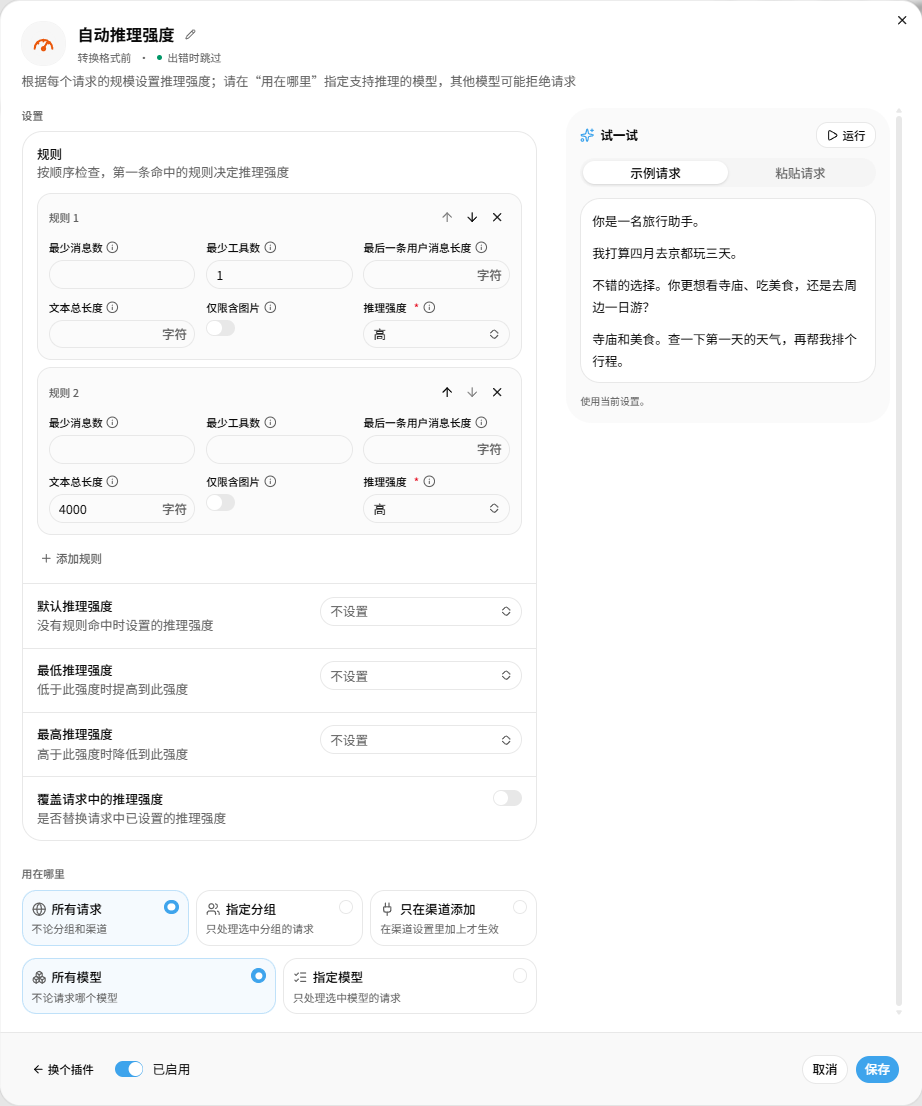 自动推理强度
转换格式前 · 出错时跳过
根据每个请求的规模设置推理强度；请在“用在哪里”指定支持推理的模型，其他模型可能拒绝请求
设置
规则
按顺序检查，第一条命中的规则决定推理强度
规则 1
最少消息数 最少工具数 最后一条用户消息长度
1 字符
文本总长度 仅限含图片 推理强度 *
字符 高
规则 2
最少消息数 最少工具数 最后一条用户消息长度
字符
文本总长度 仅限含图片 推理强度 *
4000 字符 高
添加规则
默认推理强度
没有规则命中时设置的推理强度
不设置
最低推理强度
低于此强度时提高到此强度
不设置
最高推理强度
高于此强度时降低到此强度
不设置
覆盖请求中的推理强度
是否替换请求中已设置的推理强度
用在哪里
所有请求
不论分组和渠道
指定分组
只处理选中分组的请求
只在渠道添加
在渠道设置里加上才生效
所有模型
不论请求哪个模型
指定模型
只处理选中模型的请求
试一试
运行
示例请求 粘贴请求
你是一名旅行助手。
我打算四月去京都玩三天。
不错的选择。你更想看寺庙、吃美食，还是去周
边一日游？
寺庙和美食。查一下第一天的天气，再帮我排个
行程。
使用当前设置。
换个插件 已启用
取消 保存